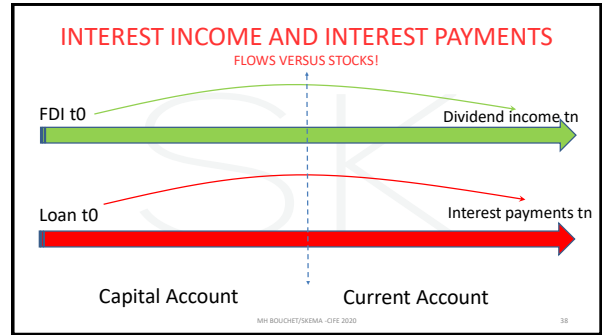 INTEREST INCOME AND INTEREST PAYMENTS
FLOWS VERSUS STOCKS!
FDI t0
Dividend income tn
Loan t0
Interest payments tn
Capital Account
Current Account
MH BOUCHET/SKEMA -CIFE 2020
38
SK